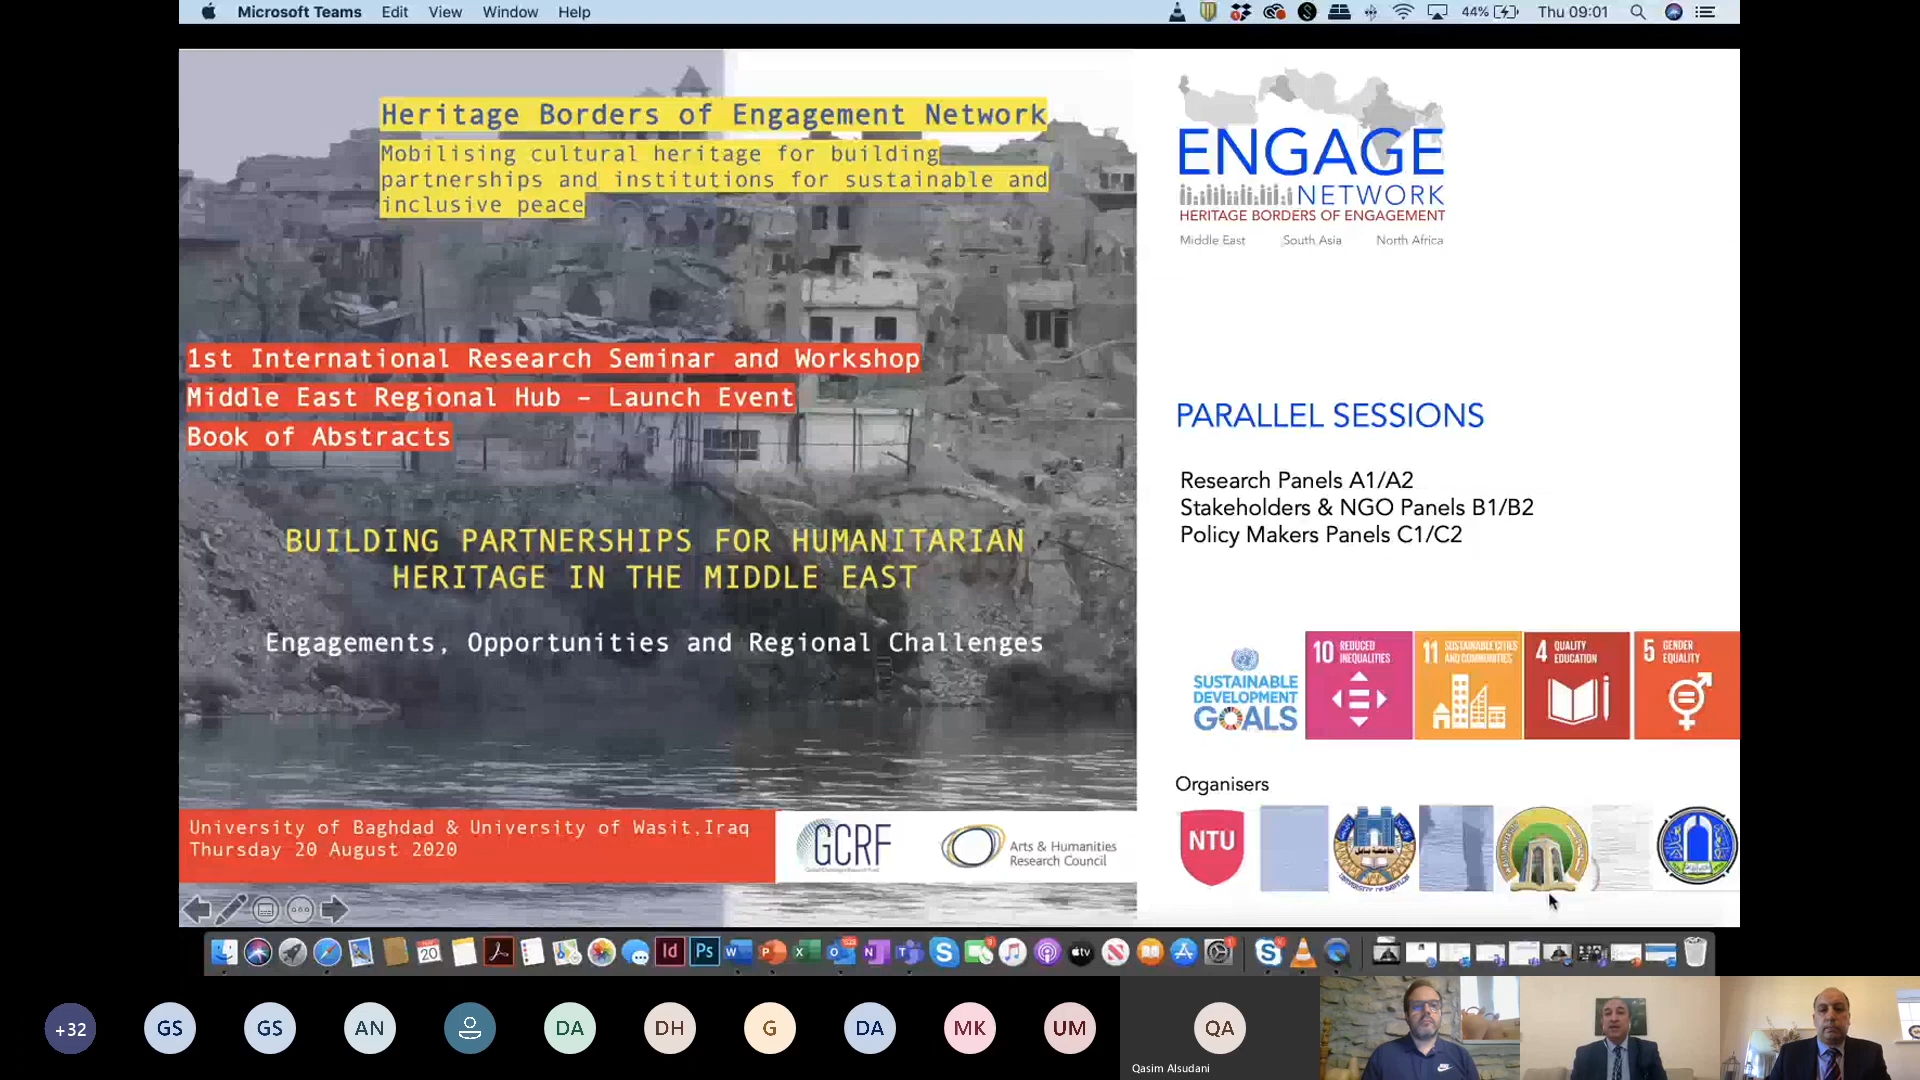 Microsoft Teams Edit View Window Help
44% Thu 09:01
Heritage Borders of Engagement Network
Mobilising cultural heritage for building
partnerships and institutions for sustainable and
inclusive peace
1st International Research Seminar and Workshop
Middle East Regional Hub – Launch Event
Book of Abstracts
BUILDING PARTNERSHIPS FOR HUMANITARIAN
HERITAGE IN THE MIDDLE EAST
Engagements, Opportunities and Regional Challenges
University of Baghdad & University of Wasit,Iraq
Thursday 20 August 2020
GCRF
Arts & Humanities
Research Council
ENGAGE
NETWORK
HERITAGE BORDERS OF ENGAGEMENT
Middle East South Asia North Africa
PARALLEL SESSIONS
Research Panels A1/A2
Stakeholders & NGO Panels B1/B2
Policy Makers Panels C1/C2
SUSTAINABLE
DEVELOPMENT
GOALS
10 REDUCED
INEQUALITIES
11 SUSTAINABLE CITIES
AND COMMUNITIES
4 QUALITY
EDUCATION
5 GENDER
EQUALITY
Organisers
NTU
20
Id
Ps
tv
+32
GS
GS
AN
DA
DH
G
DA
MK
UM
QA
Qasim Alsudani